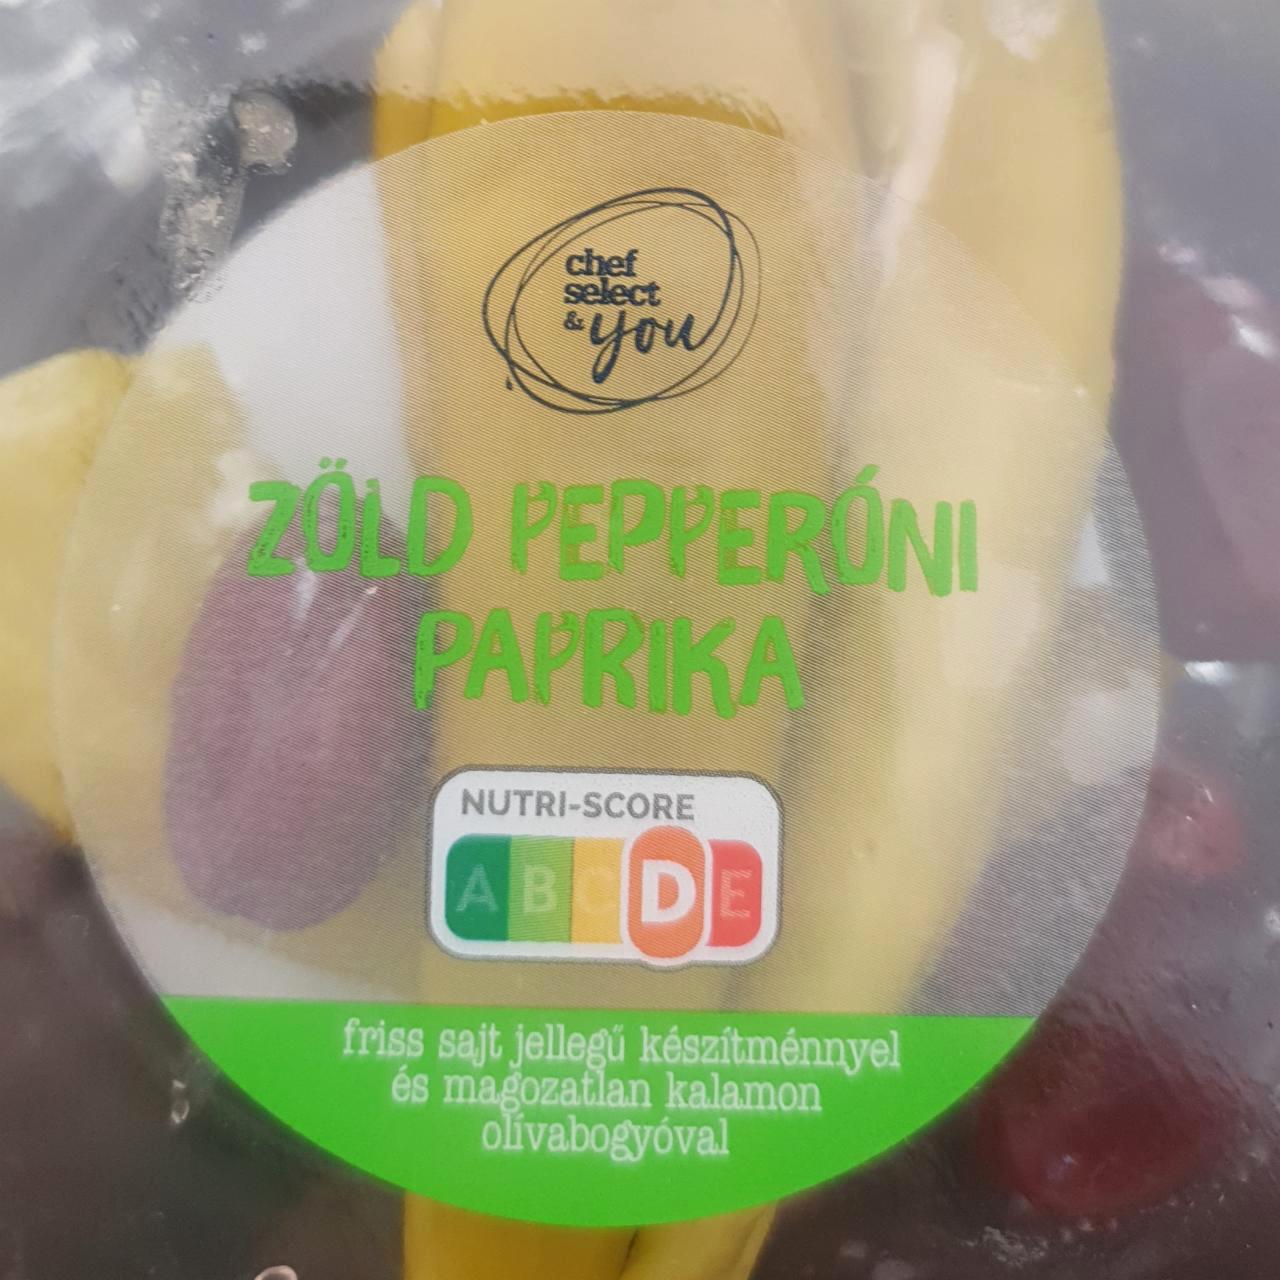 chef
select
& you
ZÖLD PEPPERÓNI
PAPRIKA
NUTRI-SCORE
A B C D E
friss sajt jellegű készítménnyel
és magozatlan kalamon
olívabogyóval